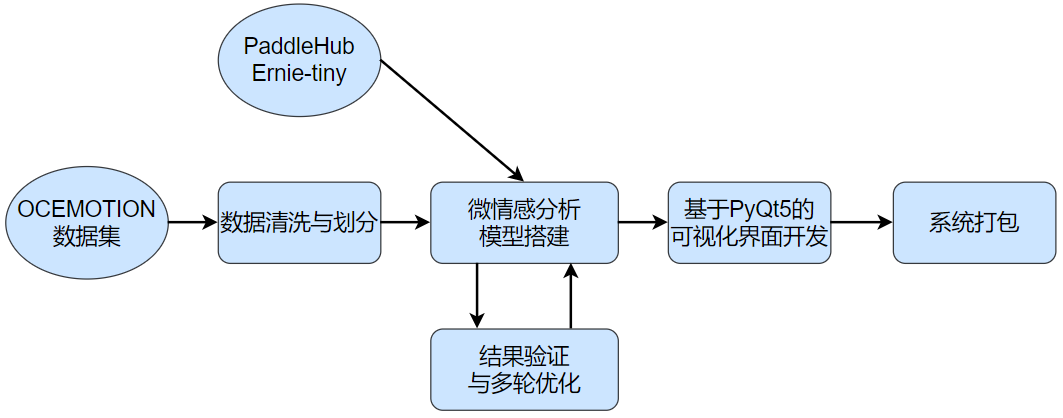 PaddleHub
Ernie-tiny
OCEMOTION
数据集
数据清洗与划分
微情感分析
模型搭建
基于PyQt5的
可视化界面开发
系统打包
结果验证
与多轮优化